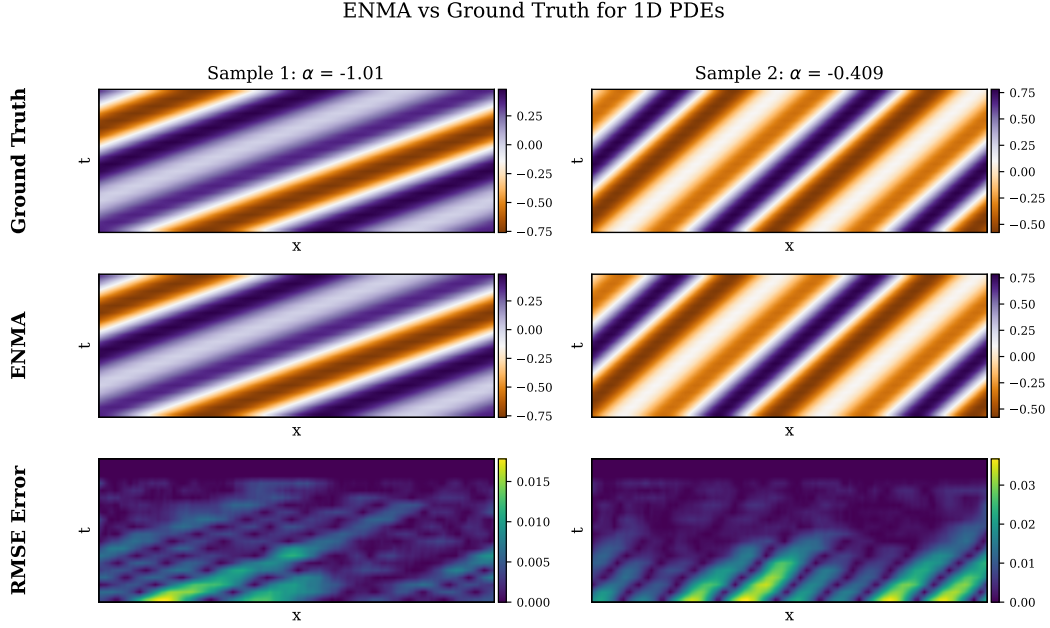 ENMA vs Ground Truth for 1D PDEs
Sample 1: α = -1.01
Sample 2: α = -0.409
Ground Truth
t
0.25
0.00
−0.25
−0.50
−0.75
x
t
0.75
0.50
0.25
0.00
−0.25
−0.50
x
ENMA
t
0.25
0.00
−0.25
−0.50
−0.75
x
t
0.75
0.50
0.25
0.00
−0.25
−0.50
x
RMSE Error
t
0.015
0.010
0.005
0.000
x
t
0.03
0.02
0.01
0.00
x